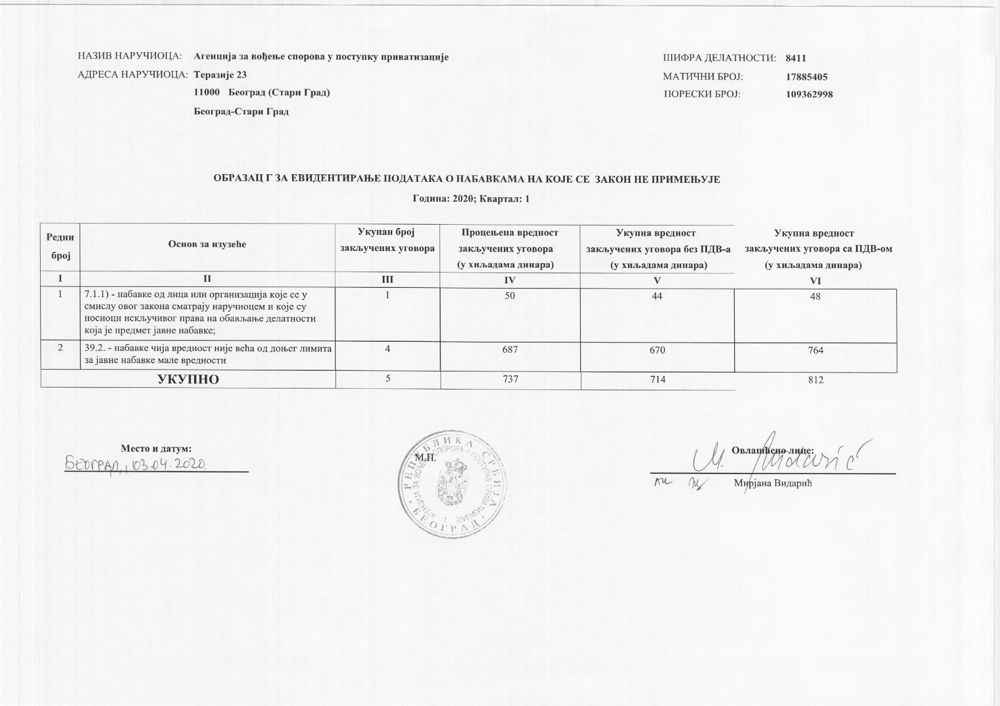 НАЗИВ НАРУЧИОЦА: Агенција за вођење спорова у поступку приватизације
АДРЕСА НАРУЧИОЦА: Теразије 23
11000 Београд (Стари Град)
Београд-Стари Град
ШИФРА ДЕЛАТНОСТИ: 8411
МАТИЧНИ БРОЈ: 17885405
ПОРЕСКИ БРОЈ: 109362998
ОБРАЗАЦ Г ЗА ЕВИДЕНТИРАЊЕ ПОДАТАКА О НАБАВКАМА НА КОЈЕ СЕ ЗАКОН НЕ ПРИМЕЊУЈЕ
Година: 2020; Квартал: 1
Редни
број
Основ за изузеће
Укупан број
закључених уговора
Процењена вредност
закључених уговора
(у хиљадама динара)
Укупна вредност
закључених уговора без ПДВ-а
(у хиљадама динара)
Укупна вредност
закључених уговора са ПДВ-ом
(у хиљадама динара)
I II III IV V VI
1 7.1.1) - набавке од лица или организација које се у 1 50 44 48
смислу овог закона сматрају наручиоцем и које су
носиоци искључивог права на обављање делатности
која је предмет јавне набавке;
2 39.2. - набавке чија вредност није већа од доњег лимита 4 687 670 764
за јавне набавке мале вредности
УКУПНО 5 737 714 812
Место и датум:
БЕОГРАД, 03.04.2020.
М.П.
РЕПУБЛИКА СРБИЈА
АГЕНЦИЈА ЗА ВОЂЕЊЕ СПОРОВА У ПОСТУПКУ ПРИВАТИЗАЦИЈЕ
I
* БЕОГРАД *
Овлашћено лице:
M. Vidarić
Мирјана Видарић